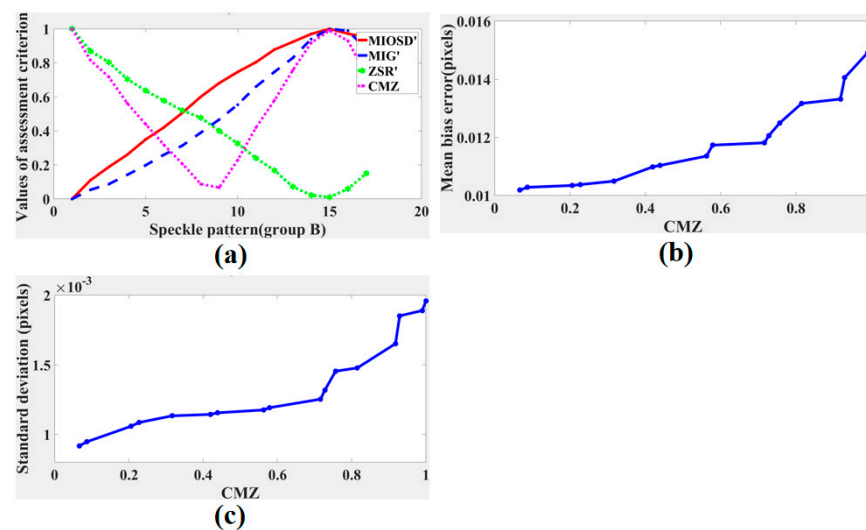 Values of assessment criterion
1
0.8
0.6
0.4
0.2
0
0 5 10 15 20
Speckle pattern(group B)
MIOSD'
MIG'
ZSR'
CMZ
(a)
Mean bias error(pixels)
0.016
0.014
0.012
0.01
0 0.2 0.4 0.6 0.8
CMZ
(b)
×10⁻³
Standard deviation (pixels)
2
1.5
1
0 0.2 0.4 0.6 0.8 1
CMZ
(c)